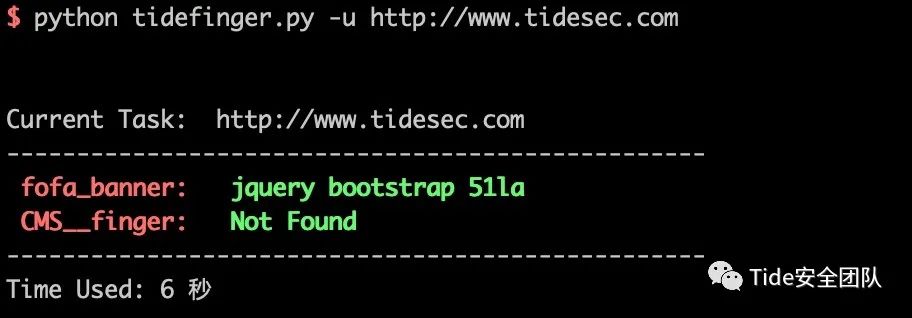 $ python tidefinger.py -u http://www.tidesec.com
Current Task: http://www.tidesec.com
--------------------------------------------------
fofa_banner: jquery bootstrap 51la
CMS__finger: Not Found
--------------------------------------------------
Time Used: 6 秒
Tide安全团队